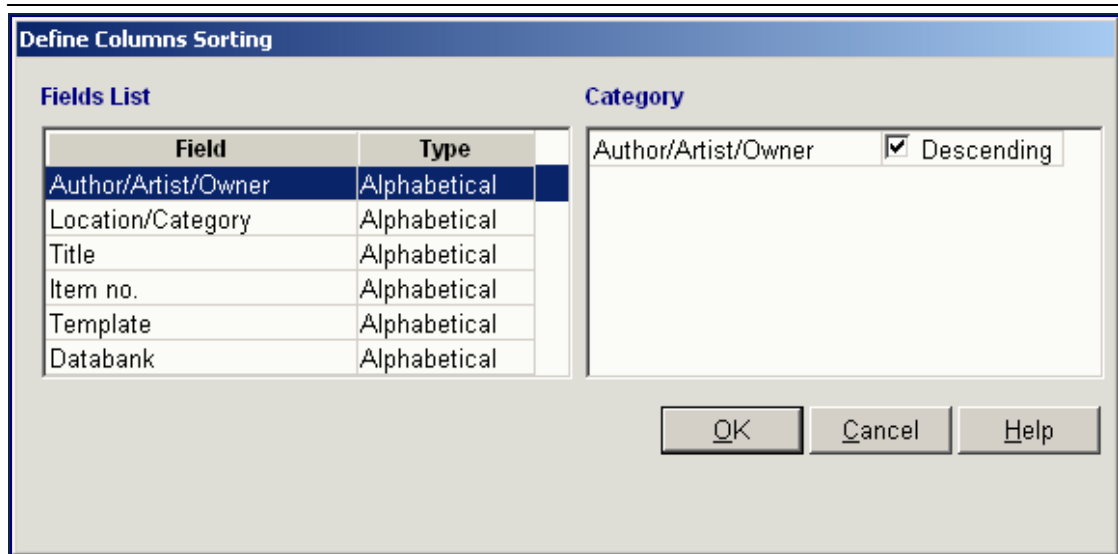 Define Columns Sorting
Fields List
Field Type
Author/Artist/Owner Alphabetical
Location/Category Alphabetical
Title Alphabetical
Item no. Alphabetical
Template Alphabetical
Databank Alphabetical
Category
Author/Artist/Owner Descending
OK Cancel Help